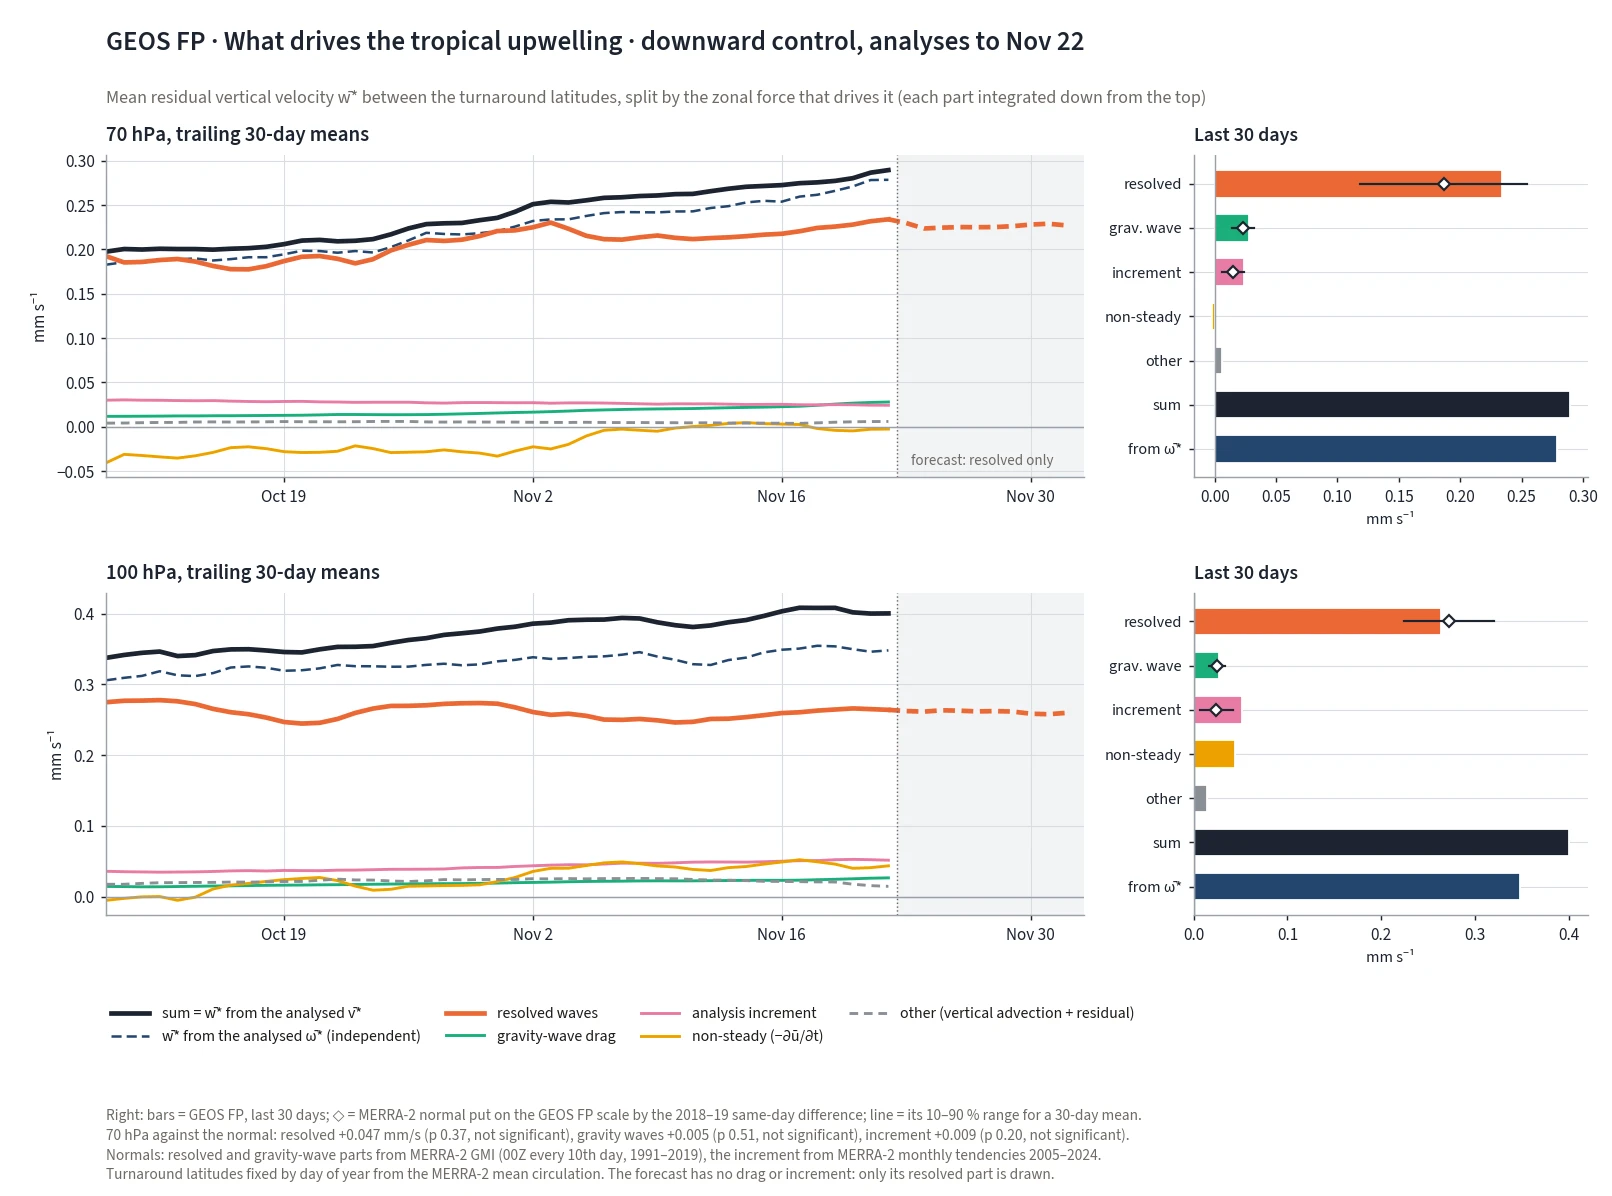 GEOS FP · What drives the tropical upwelling · downward control, analyses to Nov 22
Mean residual vertical velocity w̄* between the turnaround latitudes, split by the zonal force that drives it (each part integrated down from the top)
70 hPa, trailing 30-day means
0.30
0.25
0.20
0.15
0.10
0.05
0.00
−0.05
mm s⁻¹
Oct 19
Nov 2
Nov 16
Nov 30
forecast: resolved only
Last 30 days
resolved
grav. wave
increment
non-steady
other
sum
from ω̄*
0.00 0.05 0.10 0.15 0.20 0.25 0.30
mm s⁻¹
100 hPa, trailing 30-day means
0.4
0.3
0.2
0.1
0.0
mm s⁻¹
Oct 19
Nov 2
Nov 16
Nov 30
Last 30 days
resolved
grav. wave
increment
non-steady
other
sum
from ω̄*
0.0 0.1 0.2 0.3 0.4
mm s⁻¹
sum = w̄* from the analysed v̄*
w̄* from the analysed ω̄* (independent)
resolved waves
gravity-wave drag
analysis increment
non-steady (−∂ū/∂t)
other (vertical advection + residual)
Right: bars = GEOS FP, last 30 days; ◇ = MERRA-2 normal put on the GEOS FP scale by the 2018–19 same-day difference; line = its 10–90 % range for a 30-day mean.
70 hPa against the normal: resolved +0.047 mm/s (p 0.37, not significant), gravity waves +0.005 (p 0.51, not significant), increment +0.009 (p 0.20, not significant).
Normals: resolved and gravity-wave parts from MERRA-2 GMI (00Z every 10th day, 1991–2019), the increment from MERRA-2 monthly tendencies 2005–2024.
Turnaround latitudes fixed by day of year from the MERRA-2 mean circulation. The forecast has no drag or increment: only its resolved part is drawn.